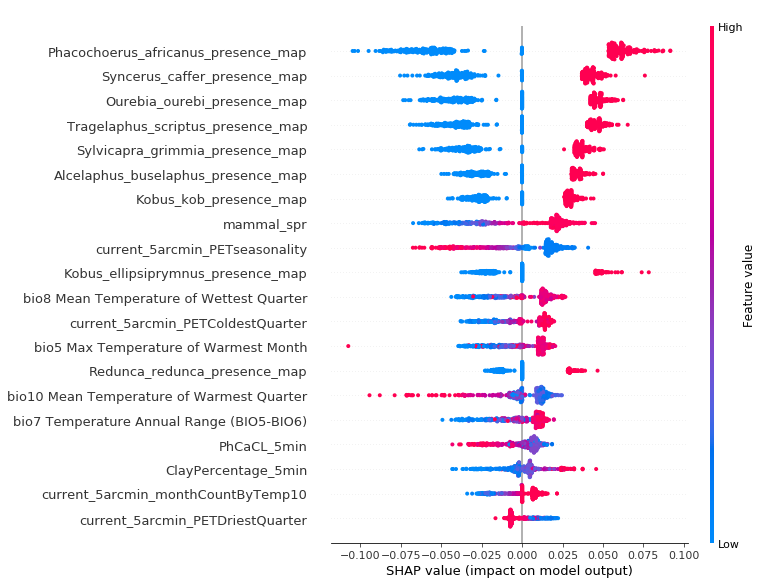 High
Phacochoerus_africanus_presence_map
Syncerus_caffer_presence_map
Ourebia_ourebi_presence_map
Tragelaphus_scriptus_presence_map
Sylvicapra_grimmia_presence_map
Alcelaphus_buselaphus_presence_map
Kobus_kob_presence_map
mammal_spr
current_5arcmin_PETseasonality
Kobus_ellipsiprymnus_presence_map
bio8 Mean Temperature of Wettest Quarter
current_5arcmin_PETColdestQuarter
bio5 Max Temperature of Warmest Month
Redunca_redunca_presence_map
bio10 Mean Temperature of Warmest Quarter
bio7 Temperature Annual Range (BIO5-BIO6)
PhCaCL_5min
ClayPercentage_5min
current_5arcmin_monthCountByTemp10
current_5arcmin_PETDriestQuarter
Feature value
Low
−0.100 −0.075 −0.050 −0.025 0.000 0.025 0.050 0.075 0.100
SHAP value (impact on model output)